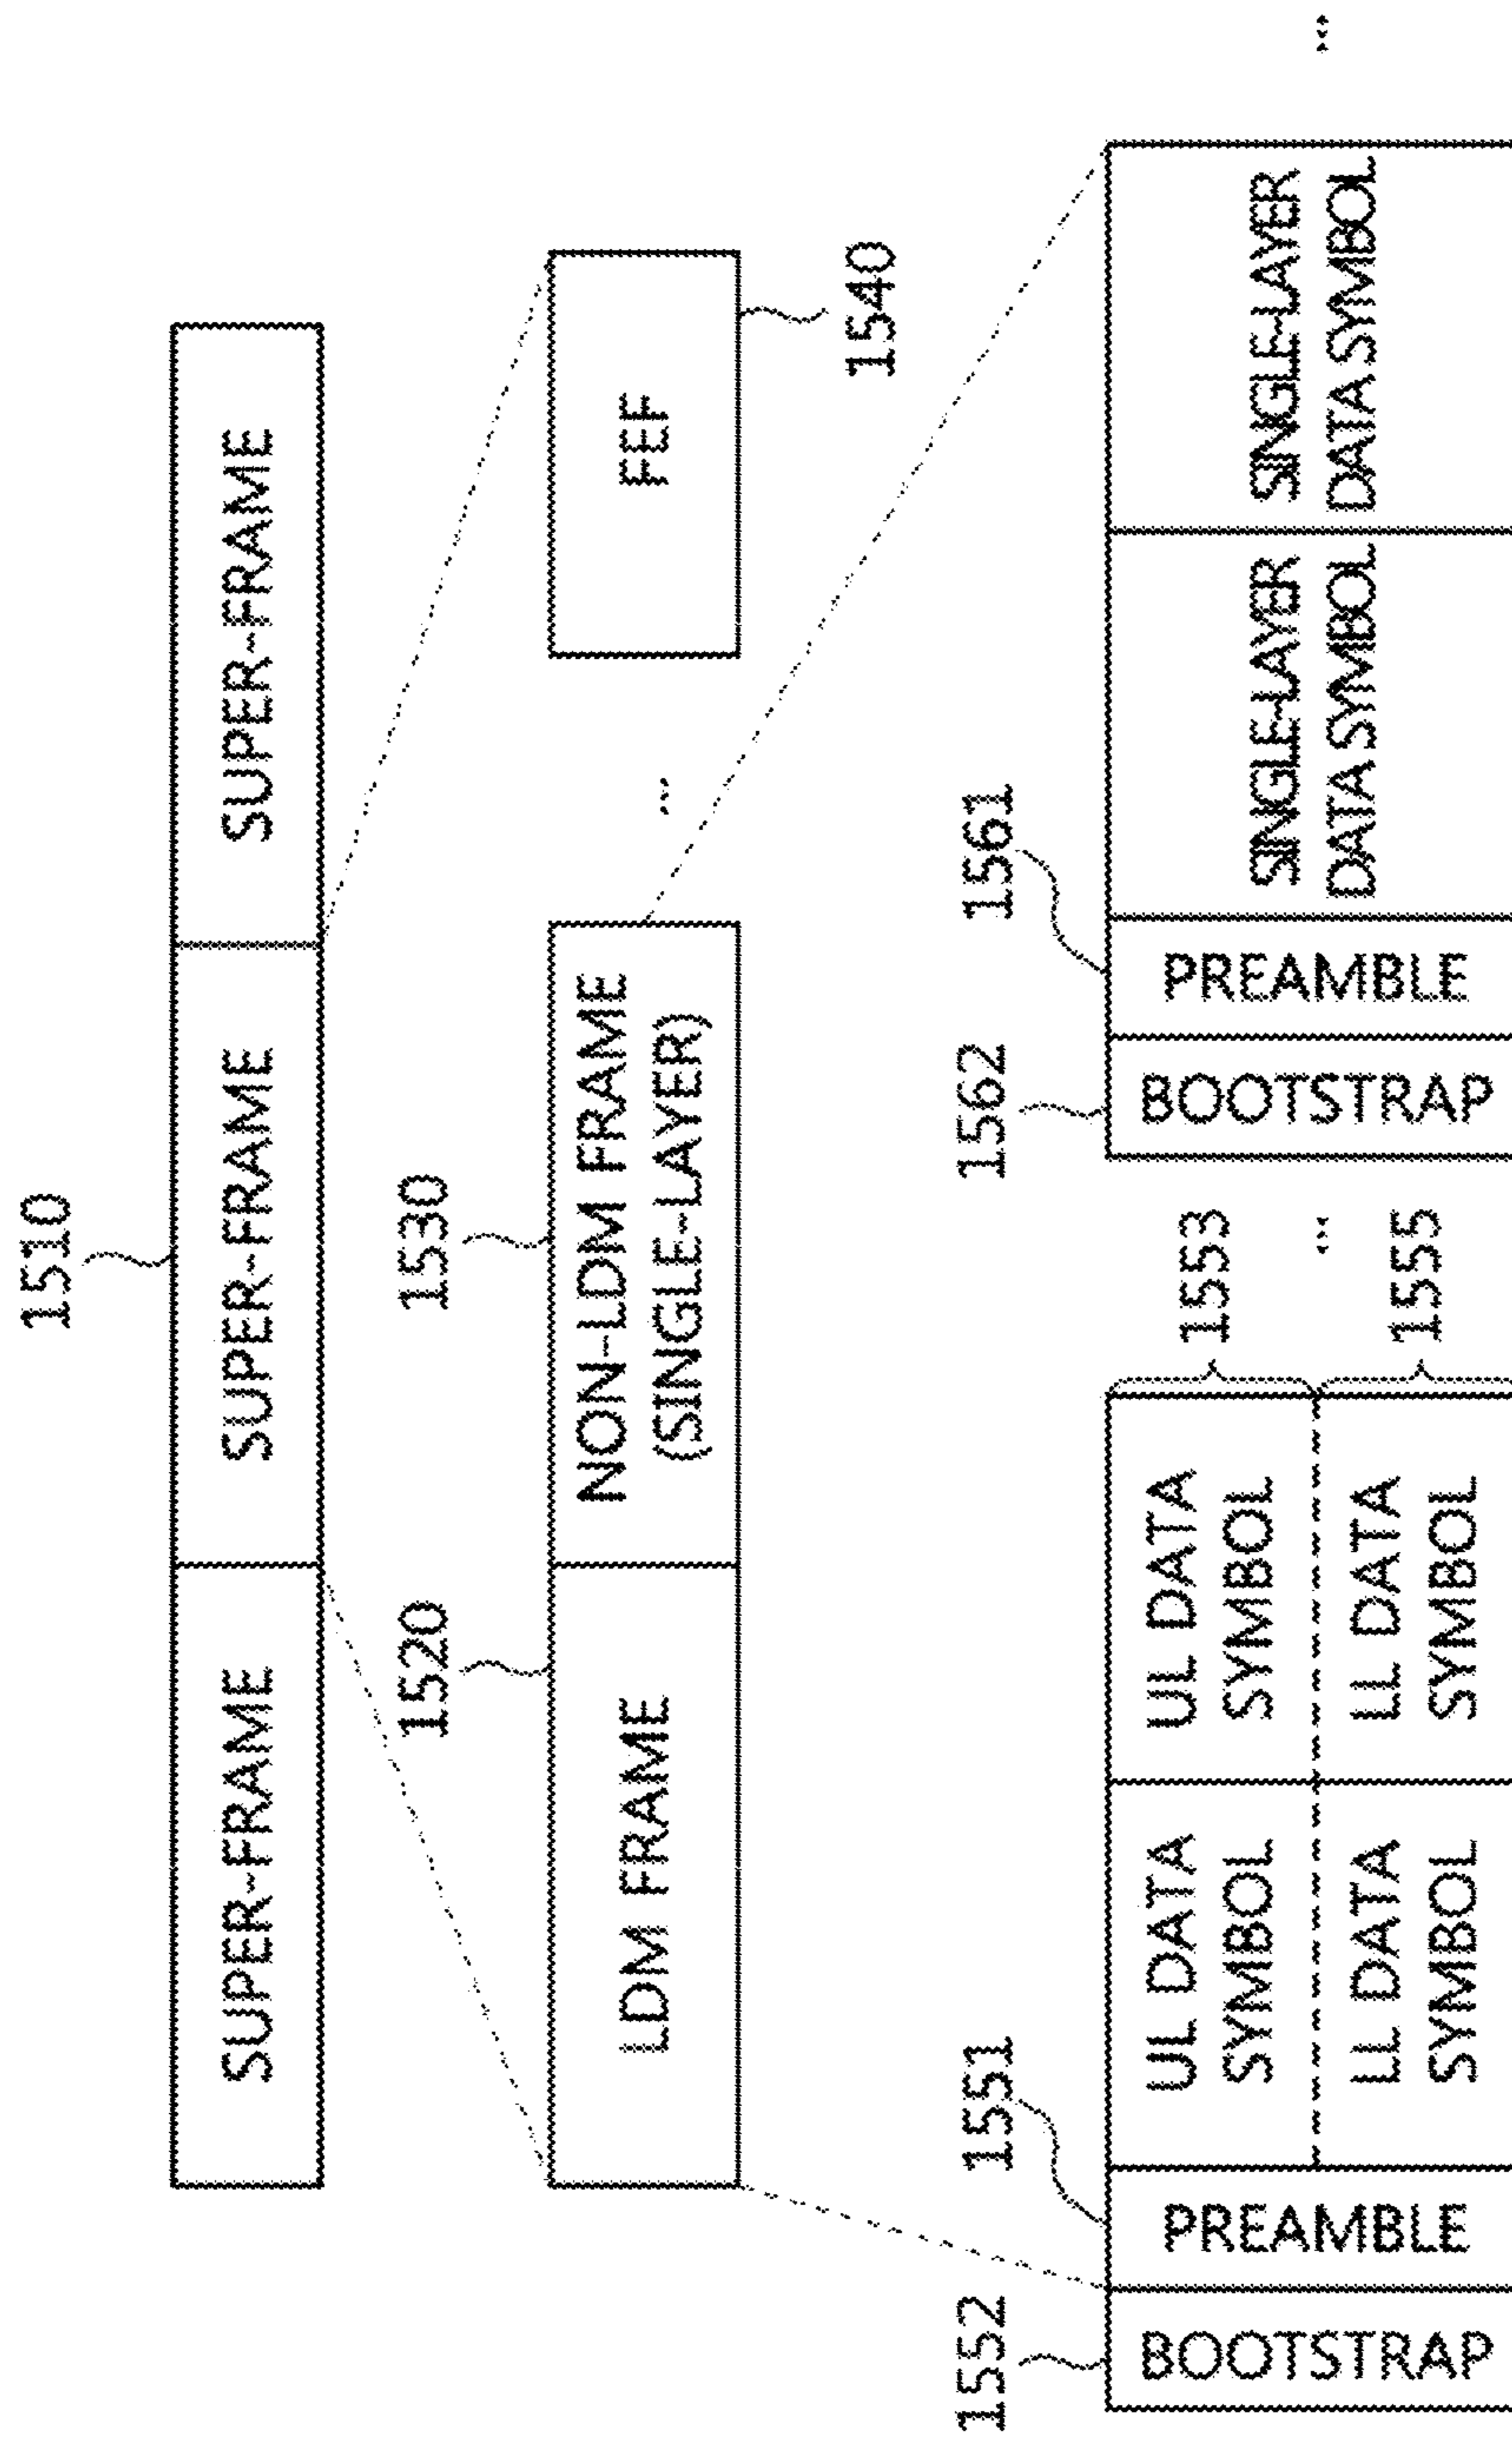 1510
SUPER-FRAME
SUPER-FRAME
SUPER-FRAME
1520
1530
LDM FRAME
NON-LDM FRAME
(SINGLE-LAYER)
...
FEF
1540
1552
1551
1562
1561
BOOTSTRAP
PREAMBLE
UL DATA
SYMBOL
UL DATA
SYMBOL
LL DATA
SYMBOL
LL DATA
SYMBOL
1553
...
1555
BOOTSTRAP
PREAMBLE
SINGLE-LAYER
DATA SYMBOL
SINGLE-LAYER
DATA SYMBOL
...